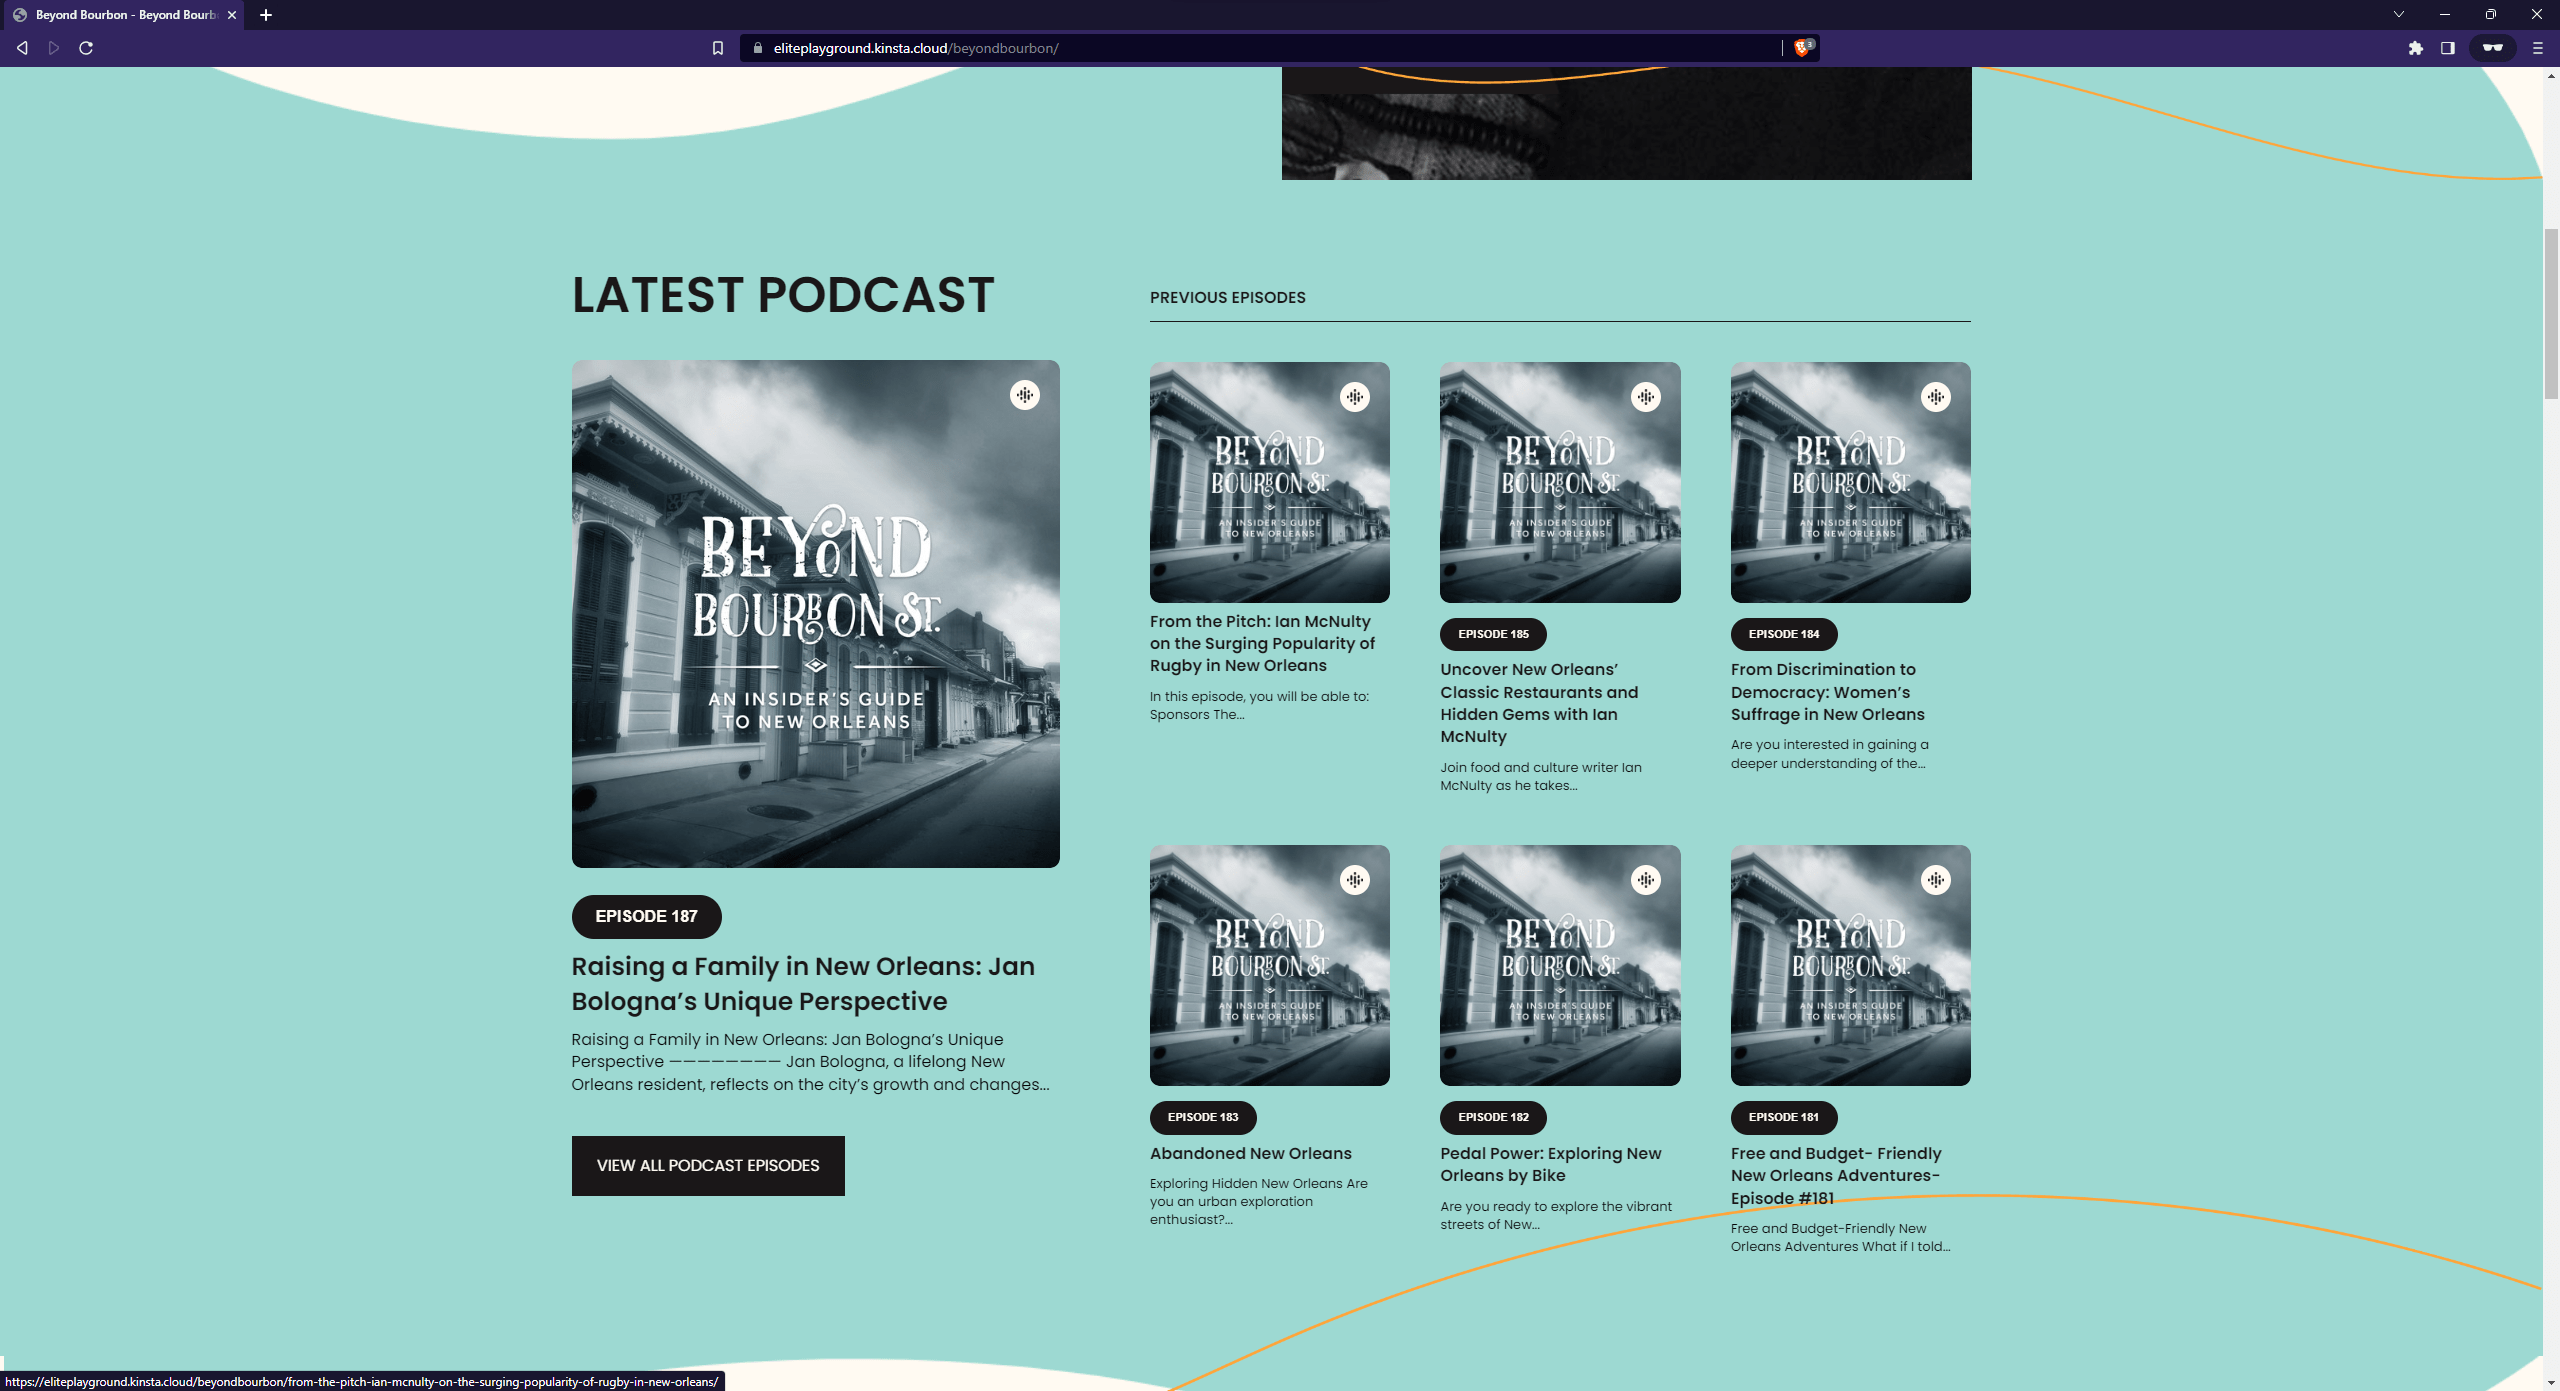 Beyond Bourbon - Beyond Bourb
eliteplayground.kinsta.cloud/beyondbourbon/
3
LATEST PODCAST
BEYOND
BOURBON ST.
AN INSIDER'S GUIDE
TO NEW ORLEANS
EPISODE 187
Raising a Family in New Orleans: Jan
Bologna’s Unique Perspective
Raising a Family in New Orleans: Jan Bologna’s Unique
Perspective ———————— Jan Bologna, a lifelong New
Orleans resident, reflects on the city’s growth and changes...
VIEW ALL PODCAST EPISODES
PREVIOUS EPISODES
BEYOND
BOURBON ST.
AN INSIDER'S GUIDE
TO NEW ORLEANS
From the Pitch: Ian McNulty
on the Surging Popularity of
Rugby in New Orleans
In this episode, you will be able to:
Sponsors The...
BEYOND
BOURBON ST.
AN INSIDER'S GUIDE
TO NEW ORLEANS
EPISODE 185
Uncover New Orleans’
Classic Restaurants and
Hidden Gems with Ian
McNulty
Join food and culture writer Ian
McNulty as he takes...
BEYOND
BOURBON ST.
AN INSIDER'S GUIDE
TO NEW ORLEANS
EPISODE 184
From Discrimination to
Democracy: Women’s
Suffrage in New Orleans
Are you interested in gaining a
deeper understanding of the...
BEYOND
BOURBON ST.
AN INSIDER'S GUIDE
TO NEW ORLEANS
EPISODE 183
Abandoned New Orleans
Exploring Hidden New Orleans Are
you an urban exploration
enthusiast?...
BEYOND
BOURBON ST.
AN INSIDER'S GUIDE
TO NEW ORLEANS
EPISODE 182
Pedal Power: Exploring New
Orleans by Bike
Are you ready to explore the vibrant
streets of New...
BEYOND
BOURBON ST.
AN INSIDER'S GUIDE
TO NEW ORLEANS
EPISODE 181
Free and Budget- Friendly
New Orleans Adventures-
Episode #181
Free and Budget-Friendly New
Orleans Adventures What if I told...
https://eliteplayground.kinsta.cloud/beyondbourbon/from-the-pitch-ian-mcnulty-on-the-surging-popularity-of-rugby-in-new-orleans/